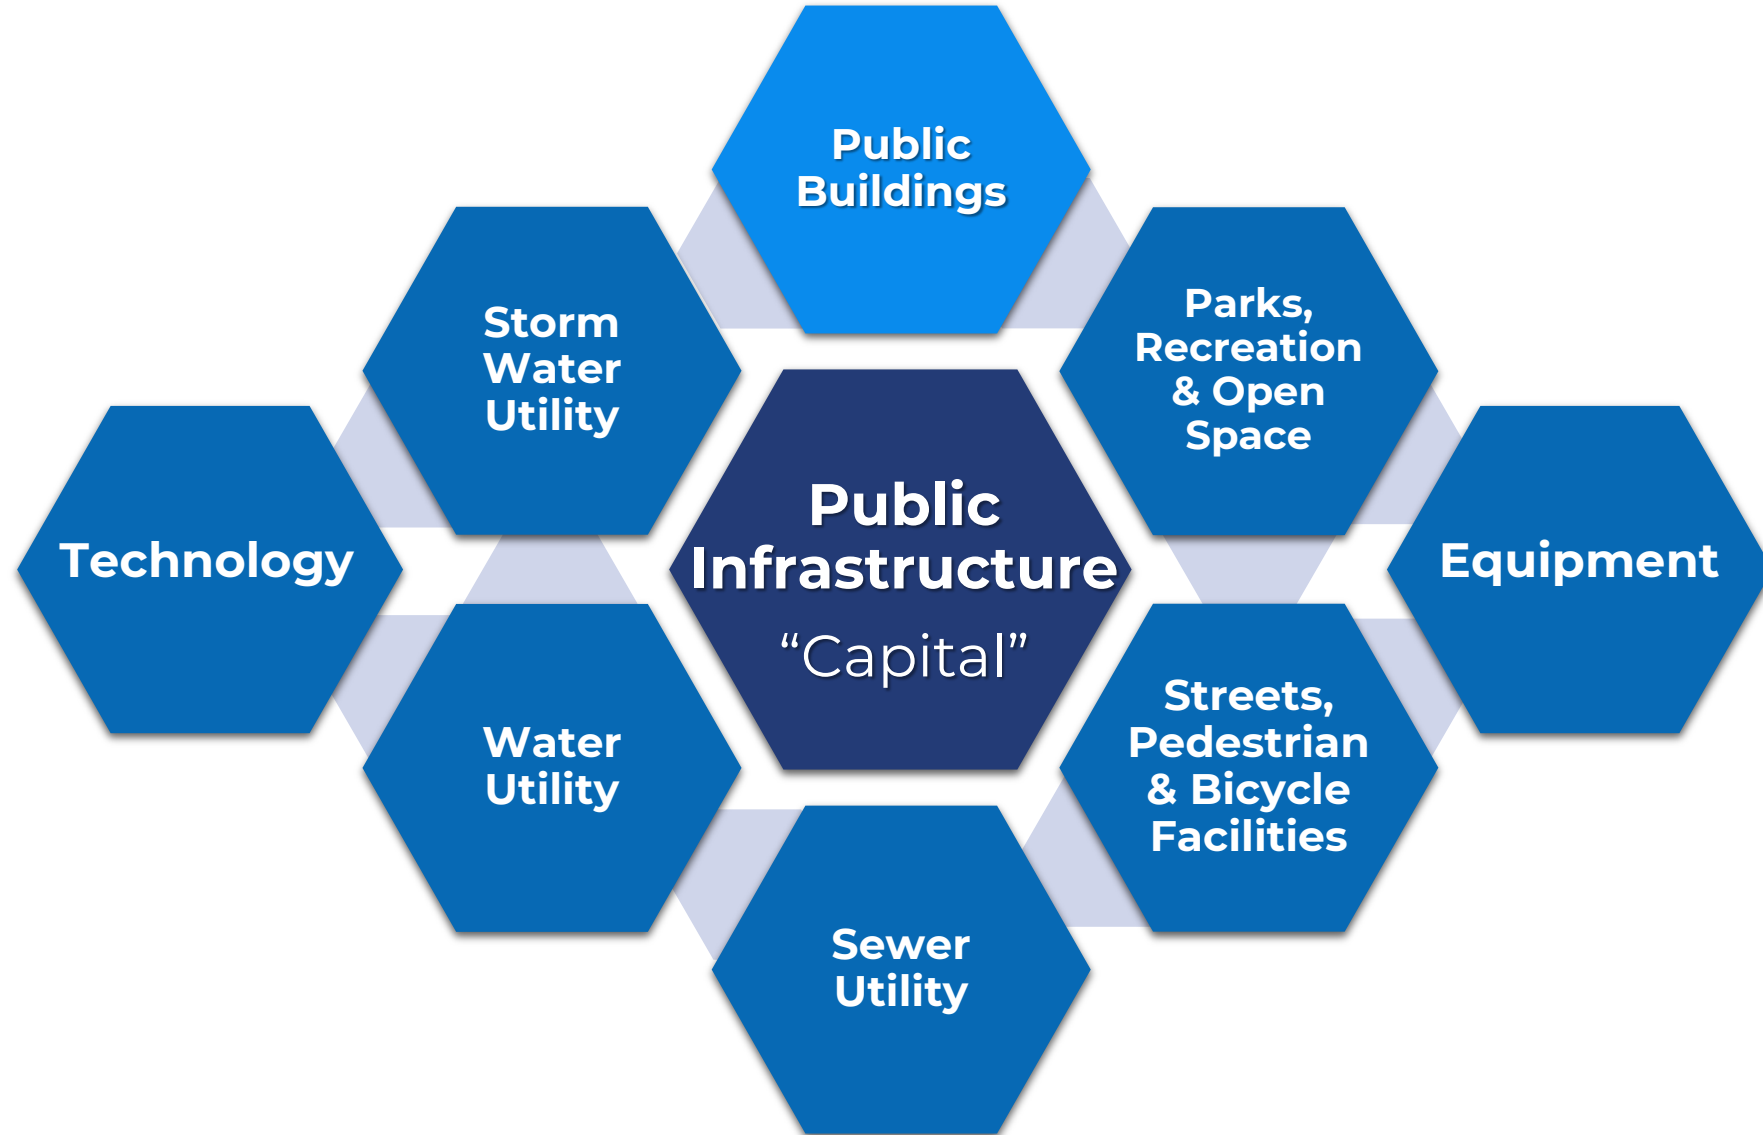 Public
Buildings
Storm
Water
Utility
Parks,
Recreation
& Open
Space
Technology
Public
Infrastructure
“Capital”
Equipment
Water
Utility
Streets,
Pedestrian
& Bicycle
Facilities
Sewer
Utility